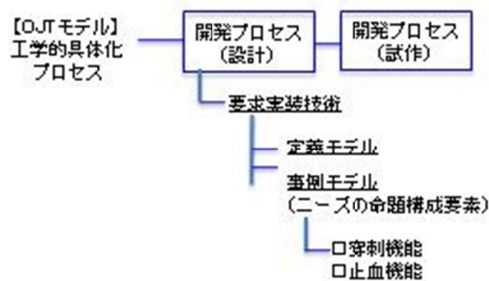 【OJTモデル】
工学的具体化
プロセス
開発プロセス
(設計)
開発プロセス
(試作)
要求実装技術
定義モデル
事例モデル
(ニーズの命題構成要素)
□穿刺機能
□止血機能